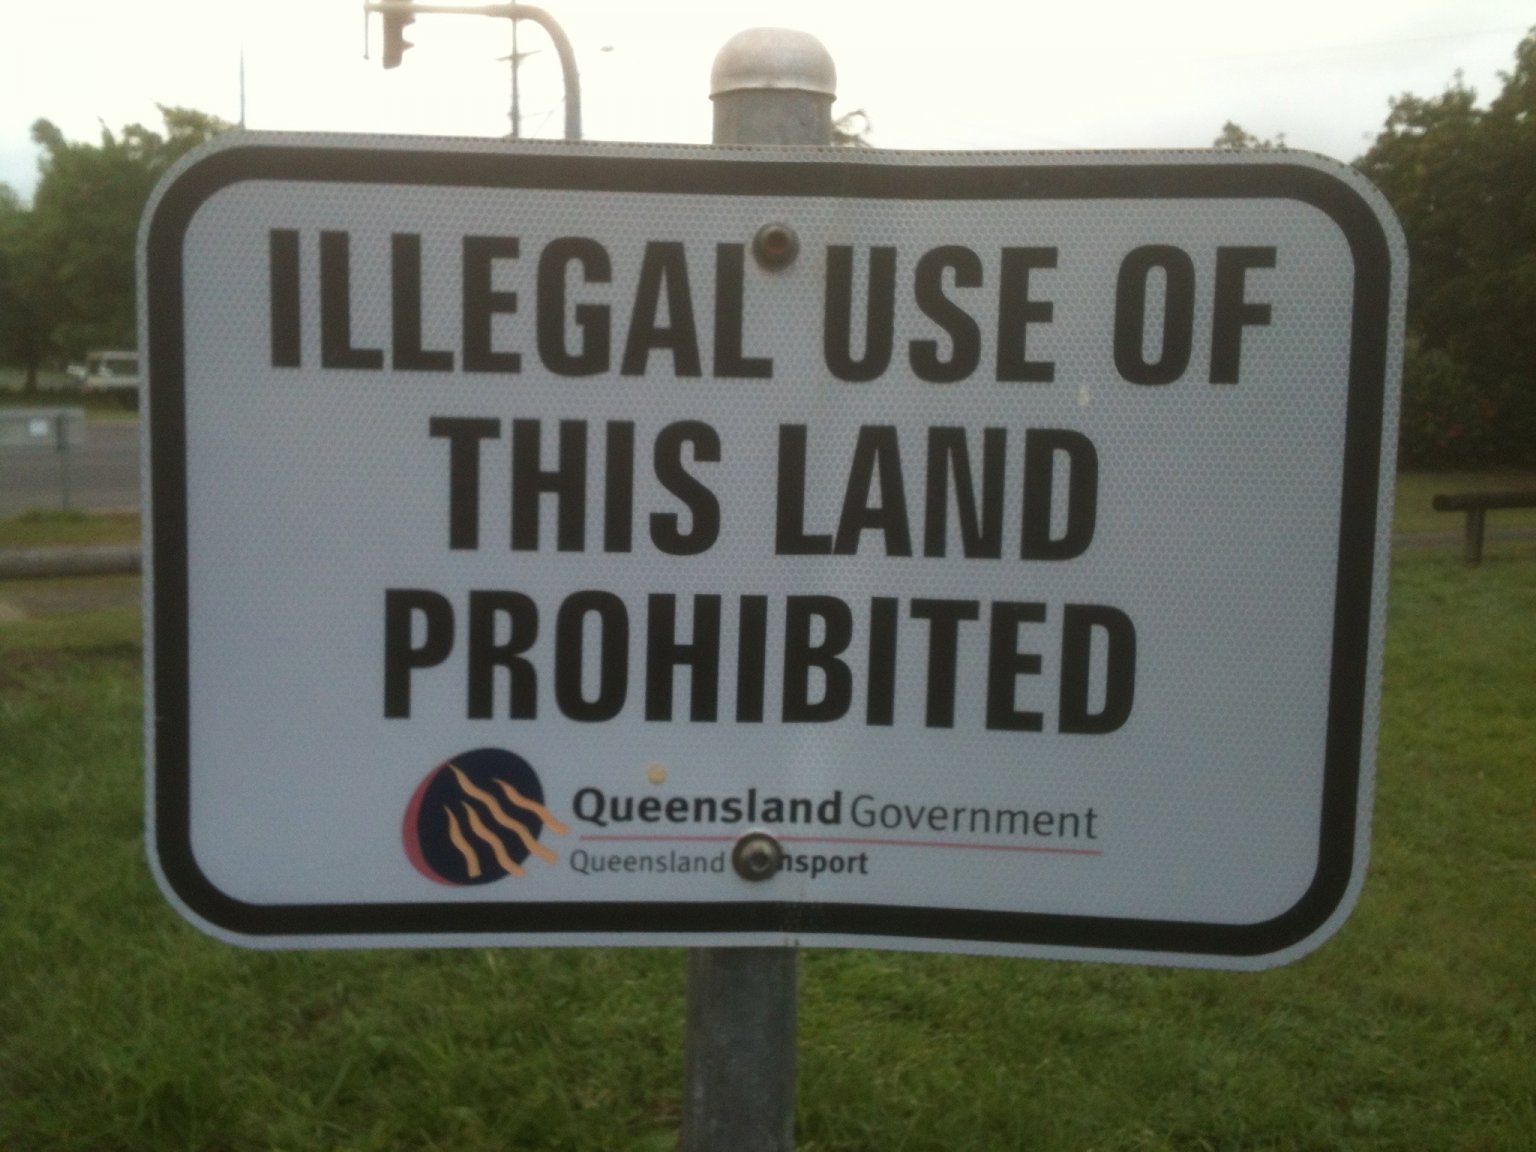 ILLEGAL USE OF
THIS LAND
PROHIBITED
Queensland Government
Queensland